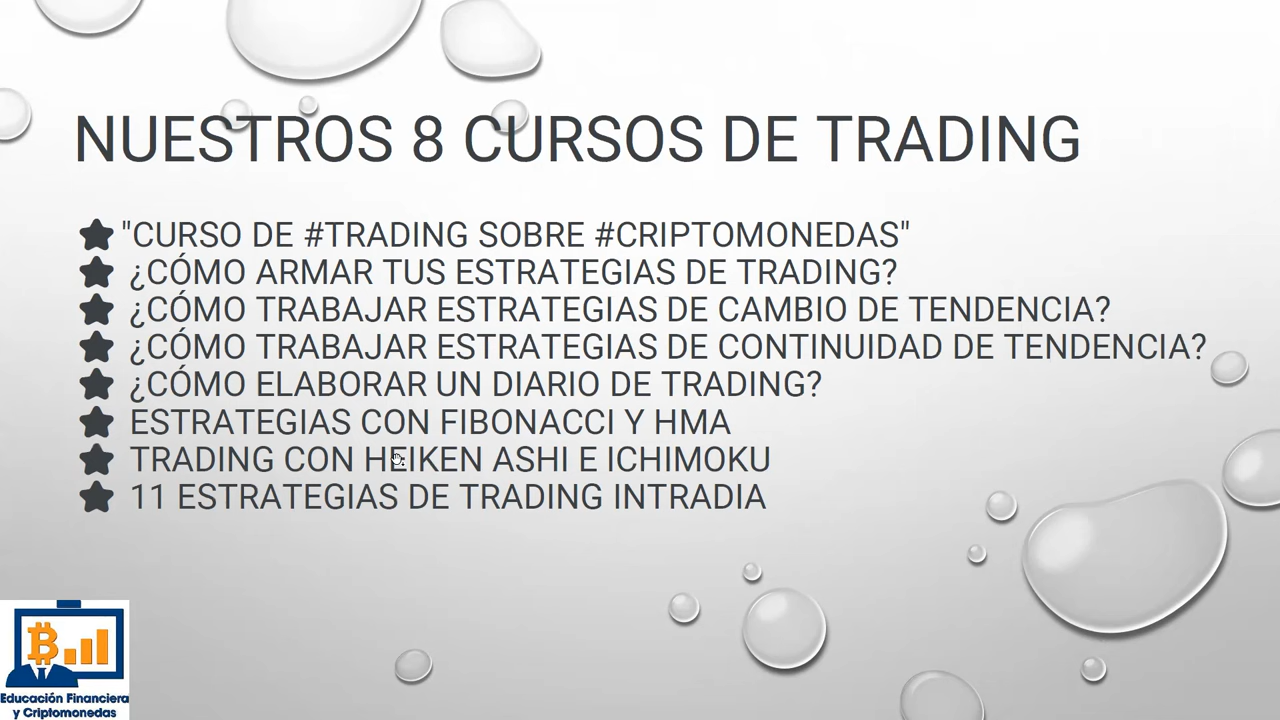 NUESTROS 8 CURSOS DE TRADING
"CURSO DE #TRADING SOBRE #CRIPTOMONEDAS"
¿CÓMO ARMAR TUS ESTRATEGIAS DE TRADING?
¿CÓMO TRABAJAR ESTRATEGIAS DE CAMBIO DE TENDENCIA?
¿CÓMO TRABAJAR ESTRATEGIAS DE CONTINUIDAD DE TENDENCIA?
¿CÓMO ELABORAR UN DIARIO DE TRADING?
ESTRATEGIAS CON FIBONACCI Y HMA
TRADING CON HEIKEN ASHI E ICHIMOKU
11 ESTRATEGIAS DE TRADING INTRADIA
Educación Financiera
y Criptomonedas